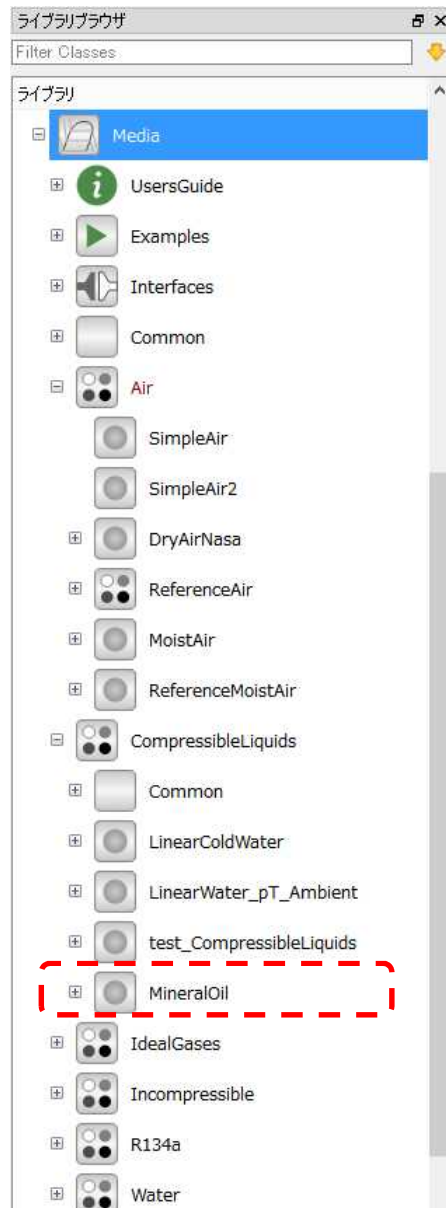 ライブラリブラウザ
Filter Classes
ライブラリ
Media
UsersGuide
Examples
Interfaces
Common
Air
SimpleAir
SimpleAir2
DryAirNasa
ReferenceAir
MoistAir
ReferenceMoistAir
CompressibleLiquids
Common
LinearColdWater
LinearWater_pT_Ambient
test_CompressibleLiquids
MineralOil
IdealGases
Incompressible
R134a
Water